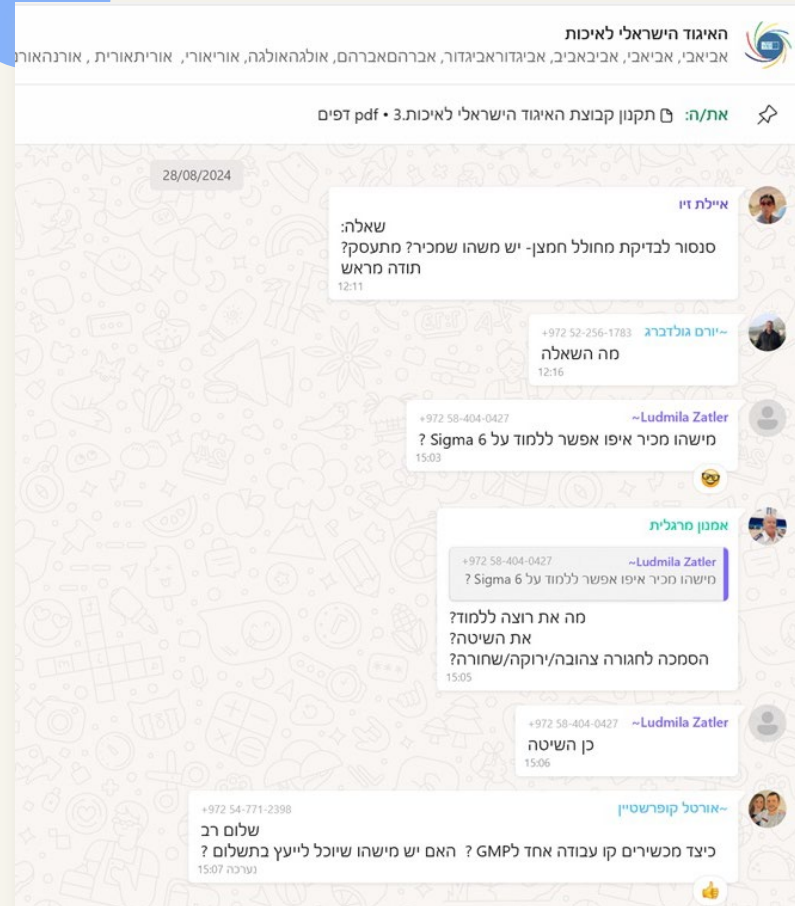 האיגוד הישראלי לאיכות
אביאבי, אביאבי, אביבאביב, אביגדוראביגדור, אברהםאברהם, אולגהאולגה, אוריאורי, אוריתאורית , אורנהאורנ
את/ה: תקנון קבוצת האיגוד הישראלי לאיכות.pdf • 3 דפים
28/08/2024
איילת זיו
שאלה:
סנסור לבדיקת מחולל חמצן- יש משהו שמכיר? מתעסק?
תודה מראש
12:11
~יורם גולדברג +972 52-256-1783
מה השאלה
12:16
~Ludmila Zatler +972 58-404-0427
מישהו מכיר איפו אפשר ללמוד על 6 Sigma ?
15:03
אמנון מרגלית
~Ludmila Zatler +972 58-404-0427
מישהו מכיר איפו אפשר ללמוד על 6 Sigma ?
מה את רוצה ללמוד?
את השיטה?
הסמכה לחגורה צהובה/ירוקה/שחורה?
15:05
~Ludmila Zatler +972 58-404-0427
כן השיטה
15:06
~אורטל קופרשטיין +972 54-771-2398
שלום רב
כיצד מכשירים קו עבודה אחד לGMP ? האם יש מישהו שיוכל לייעץ בתשלום ?
נערכה 15:07